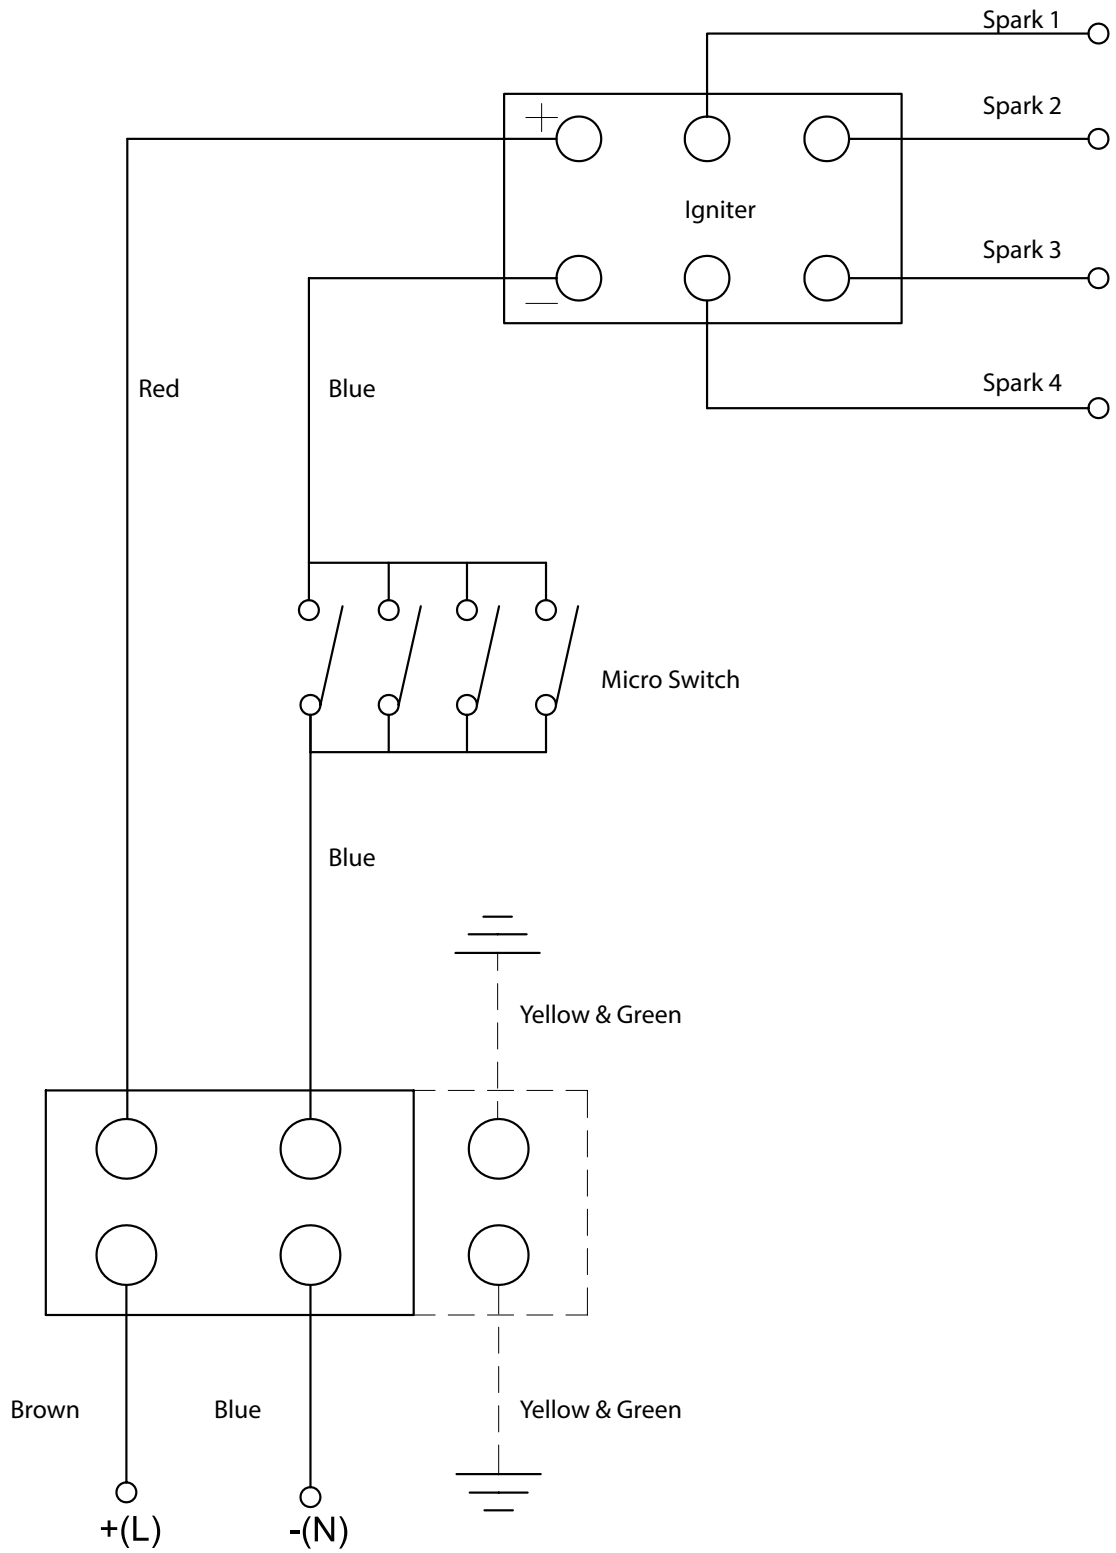 Spark 1
Spark 2
+
Igniter
Spark 3
—
Spark 4
Red
Blue
Micro Switch
Blue
Yellow & Green
Brown
Blue
Yellow & Green
+(L)
-(N)